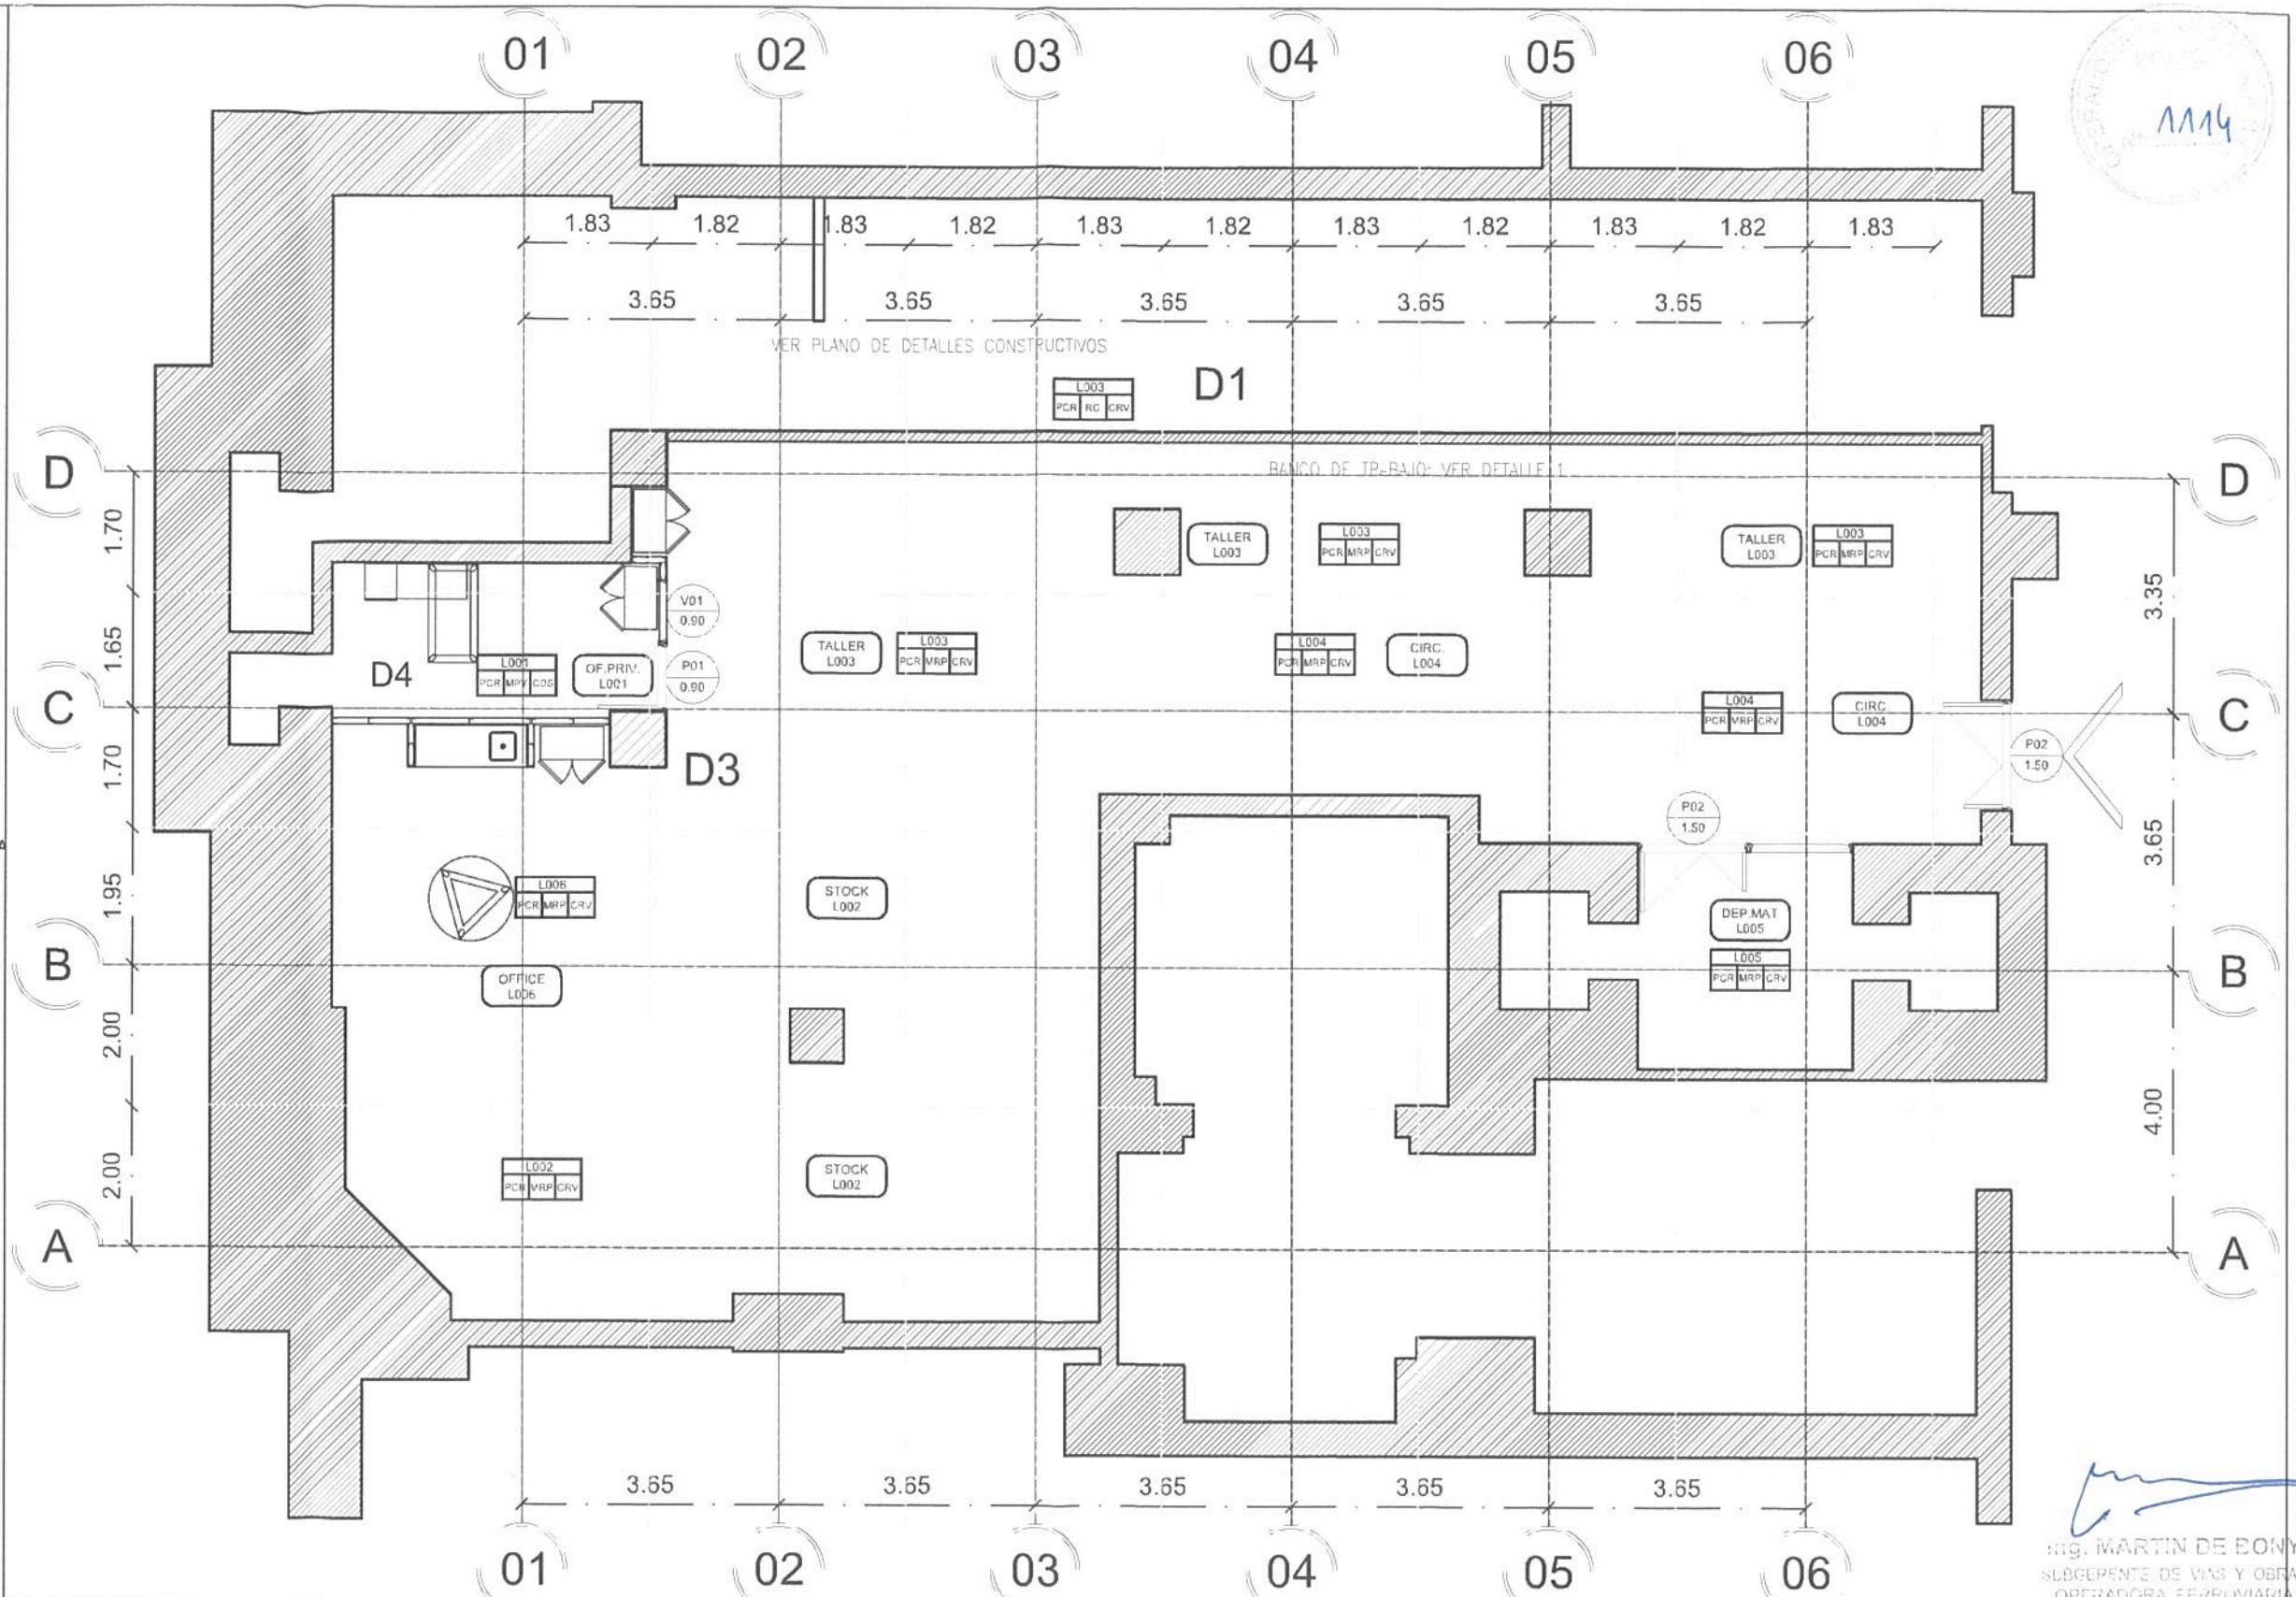 01 02 03 04 05 06
FOLIO
Nº 1114
1.83 1.82 1.83 1.82 1.83 1.82 1.83 1.82 1.83 1.82 1.83
3.65 3.65 3.65 3.65 3.65
VER PLANO DE DETALLES CONSTRUCTIVOS
L003
PCR RC CRV
D1
D
D
BANCO DE VER DETALLE 1
1.70
TALLER
L003
L003
PCR MRP CRV
TALLER
L003
L003
PCR MRP CRV
3.35
V01
0.90
1.65
D4
L001
PCR
OF.PRIV.
L001
P01
0.90
TALLER
L003
L003
PCR MRP CRV
L004
PCR MRP CRV
CIRC.
L004
C
L004
PCR MRP CRV
CIRC.
L004
C
1.70
D3
P02
1.50
P02
1.50
3.65
1.95
L006
PCR MRP CRV
STOCK
L002
DEP.MAT
L005
L005
PCR MRP CRV
B
OFFICE
L006
B
2.00
4.00
2.00
L002
PCR MRP CRV
STOCK
L002
A
A
3.65 3.65 3.65 3.65 3.65
01 02 03 04 05 06
Ing. MARTIN DE BONY
SUBGERENTE DE VIAS Y OBRA
OPERADORA FERROVIARIA